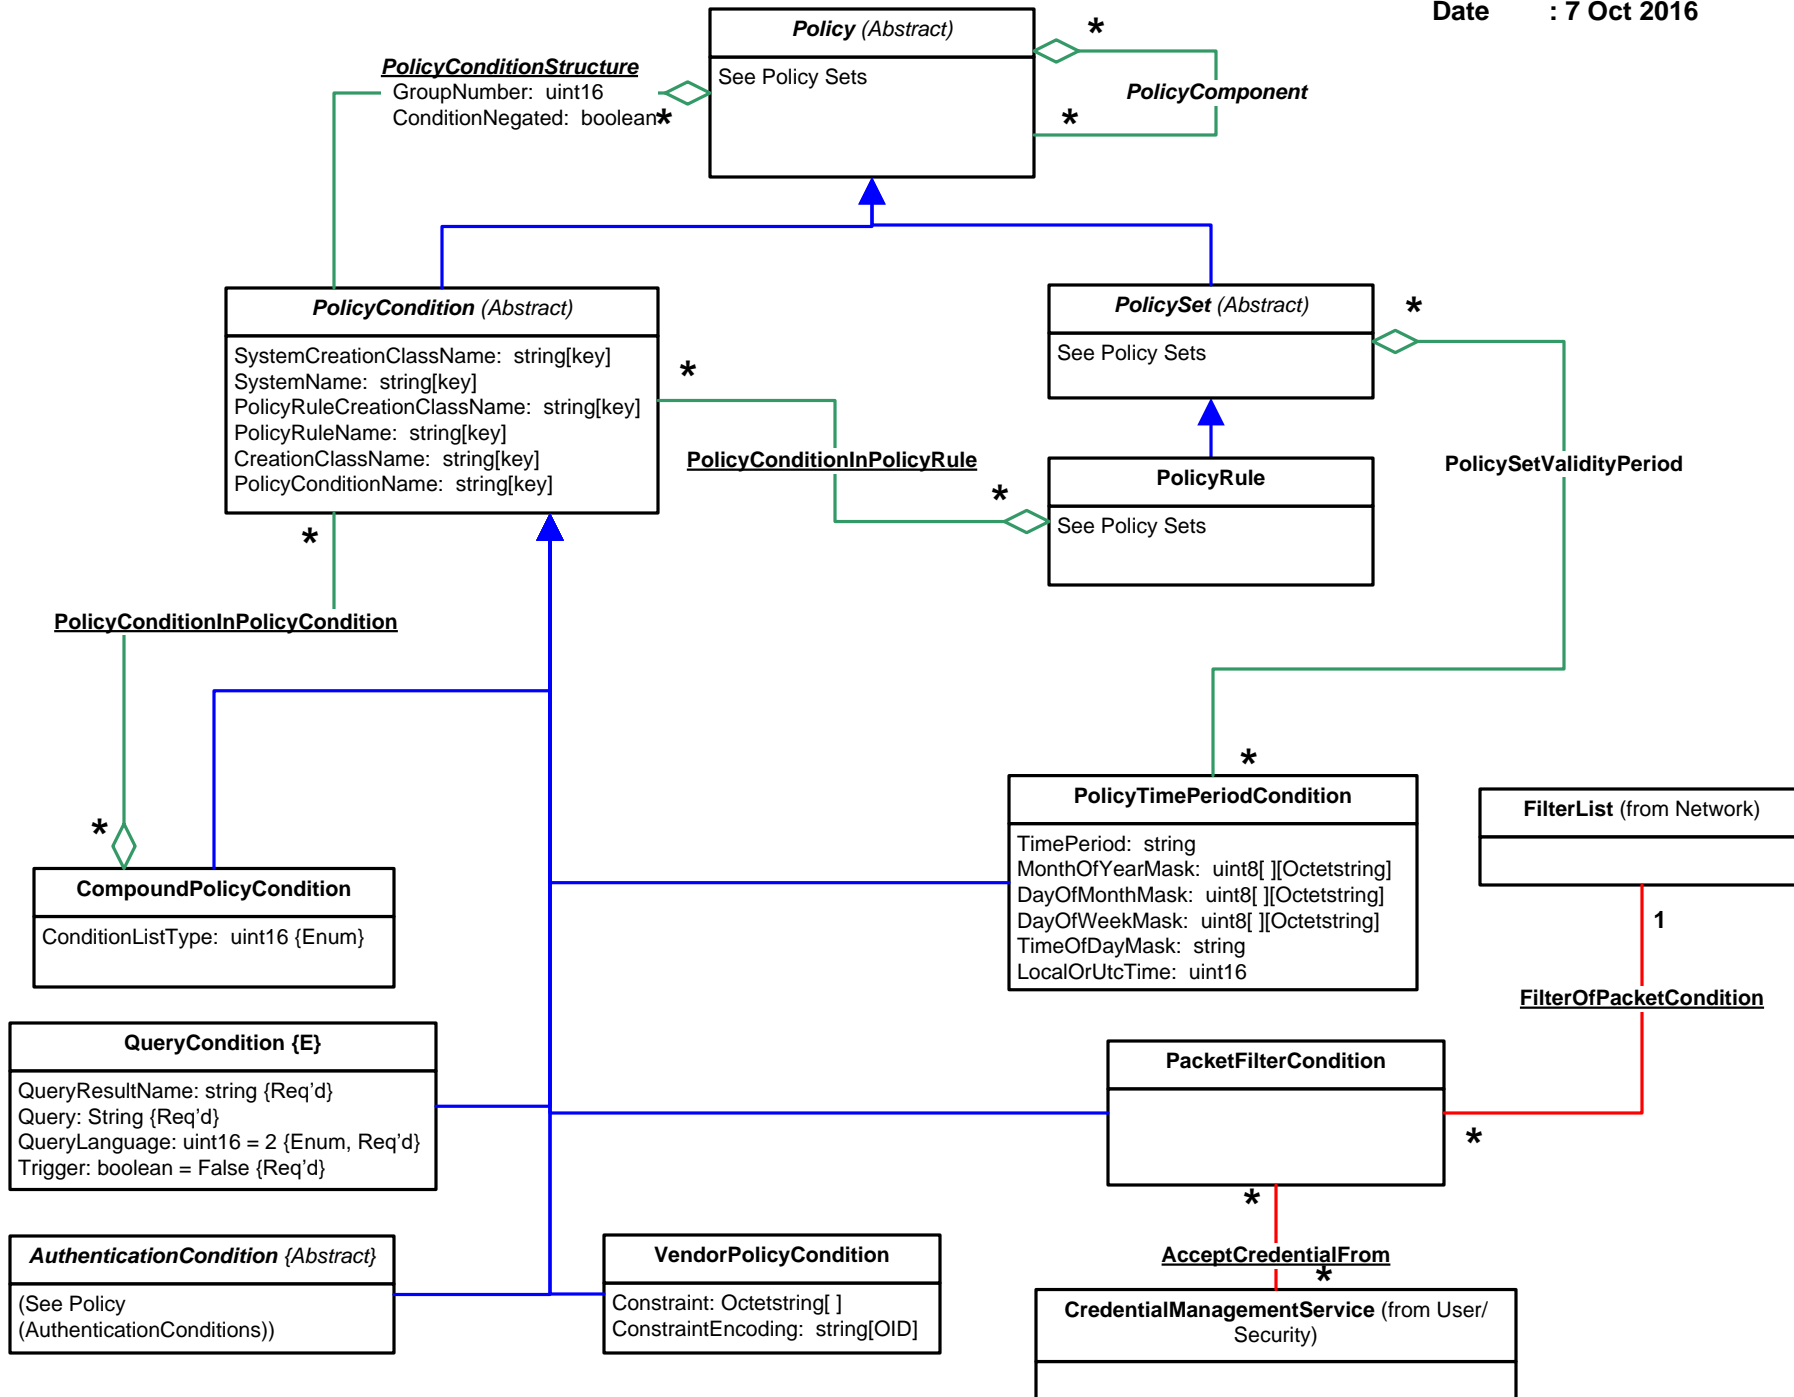 Date : 7 Oct 2016
Policy (Abstract)
See Policy Sets
*
PolicyComponent
*
PolicyConditionStructure
GroupNumber: uint16
ConditionNegated: boolean
*
PolicyCondition (Abstract)
SystemCreationClassName: string[key]
SystemName: string[key]
PolicyRuleCreationClassName: string[key]
PolicyRuleName: string[key]
CreationClassName: string[key]
PolicyConditionName: string[key]
*
*
PolicySet (Abstract)
See Policy Sets
*
PolicyConditionInPolicyRule
*
PolicyRule
See Policy Sets
PolicySetValidityPeriod
*
PolicyConditionInPolicyCondition
*
CompoundPolicyCondition
ConditionListType: uint16 {Enum}
PolicyTimePeriodCondition
TimePeriod: string
MonthOfYearMask: uint8[ ][Octetstring]
DayOfMonthMask: uint8[ ][Octetstring]
DayOfWeekMask: uint8[ ][Octetstring]
TimeOfDayMask: string
LocalOrUtcTime: uint16
FilterList (from Network)
1
FilterOfPacketCondition
*
QueryCondition {E}
QueryResultName: string {Req’d}
Query: String {Req’d}
QueryLanguage: uint16 = 2 {Enum, Req’d}
Trigger: boolean = False {Req’d}
PacketFilterCondition
*
AcceptCredentialFrom
*
AuthenticationCondition {Abstract}
(See Policy
(AuthenticationConditions))
VendorPolicyCondition
Constraint: Octetstring[ ]
ConstraintEncoding: string[OID]
CredentialManagementService (from User/
Security)